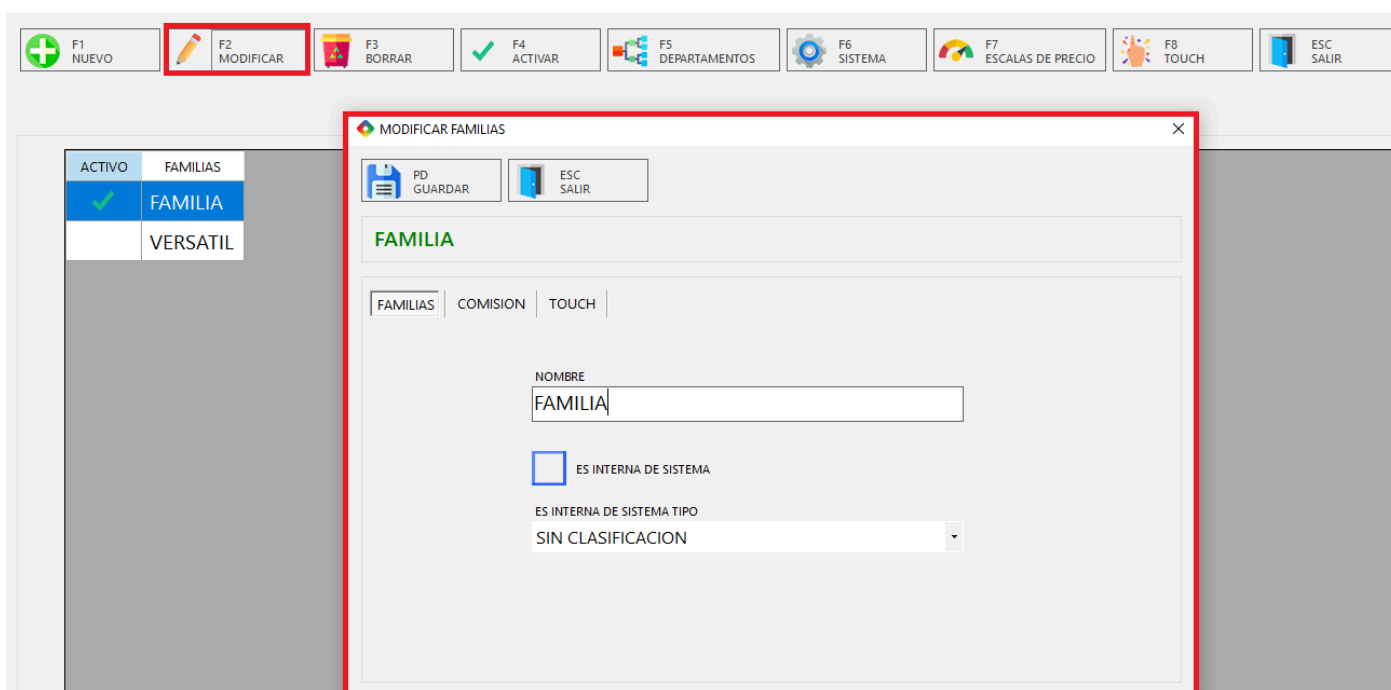 F1
NUEVO
F2
MODIFICAR
F3
BORRAR
F4
ACTIVAR
F5
DEPARTAMENTOS
F6
SISTEMA
F7
ESCALAS DE PRECIO
F8
TOUCH
ESC
SALIR
MODIFICAR FAMILIAS
ACTIVO FAMILIAS
FAMILIA
VERSATIL
PD
GUARDAR
ESC
SALIR
FAMILIA
FAMILIAS COMISION TOUCH
NOMBRE
FAMILIA
ES INTERNA DE SISTEMA
ES INTERNA DE SISTEMA TIPO
SIN CLASIFICACION